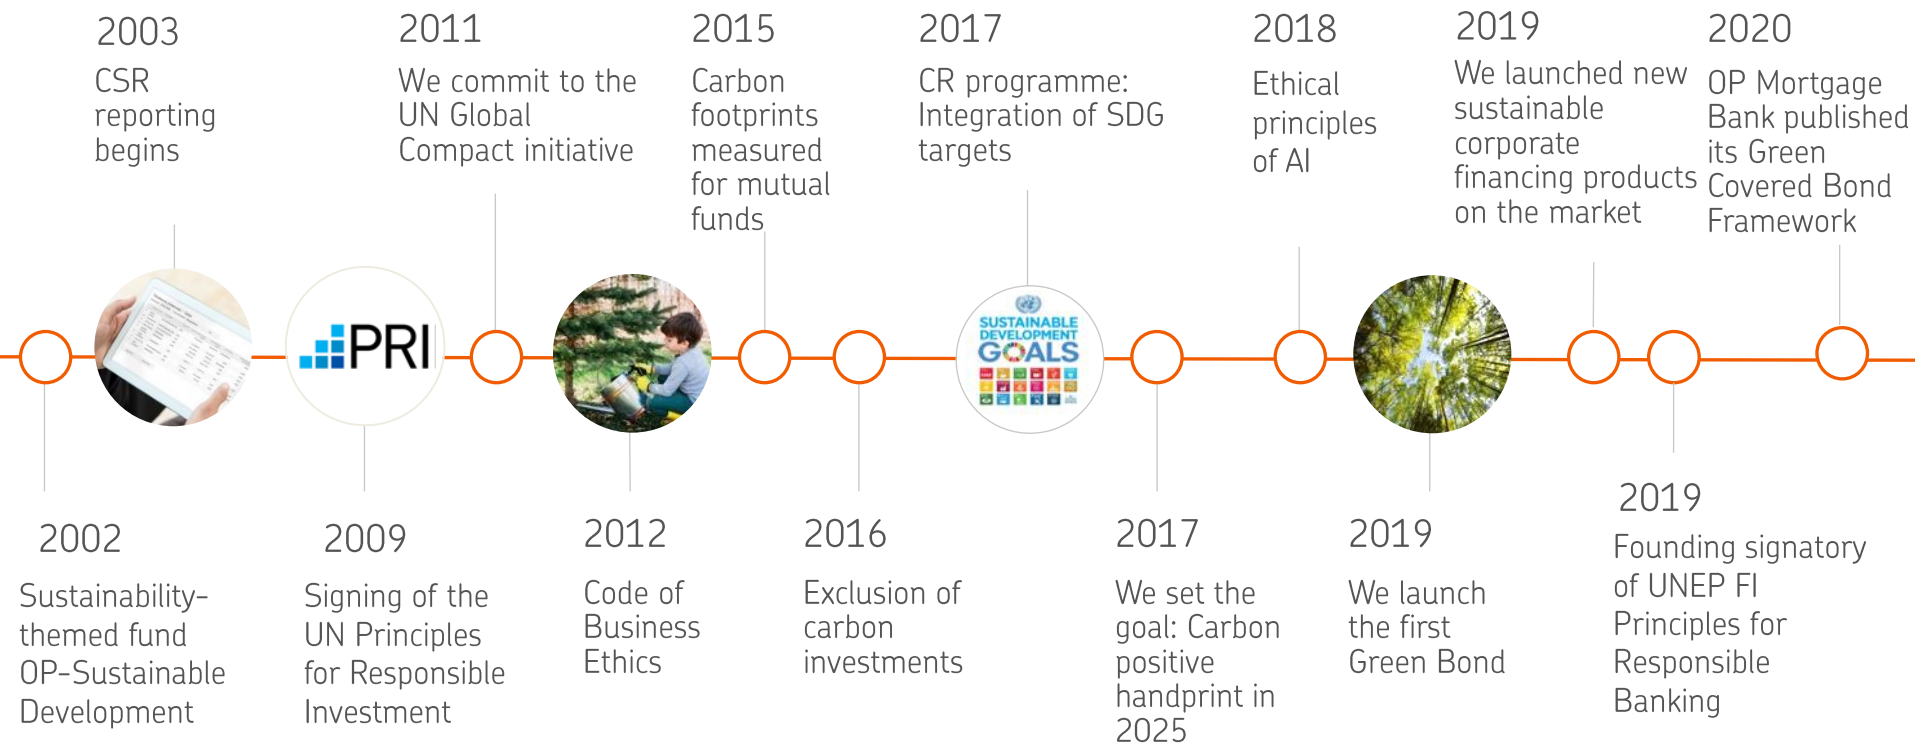 2003
CSR
reporting
begins
2011
We commit to the
UN Global
Compact initiative
2015
Carbon
footprints
measured
for mutual
funds
2017
CR programme:
Integration of SDG
targets
2018
Ethical
principles
of AI
2019
We launched new
sustainable
corporate
financing products
on the market
2020
OP Mortgage
Bank published
its Green
Covered Bond
Framework
PRI
SUSTAINABLE
DEVELOPMENT
GOALS
2002
Sustainability-
themed fund
OP-Sustainable
Development
2009
Signing of the
UN Principles
for Responsible
Investment
2012
Code of
Business
Ethics
2016
Exclusion of
carbon
investments
2017
We set the
goal: Carbon
positive
handprint in
2025
2019
We launch
the first
Green Bond
2019
Founding signatory
of UNEP FI
Principles for
Responsible
Banking